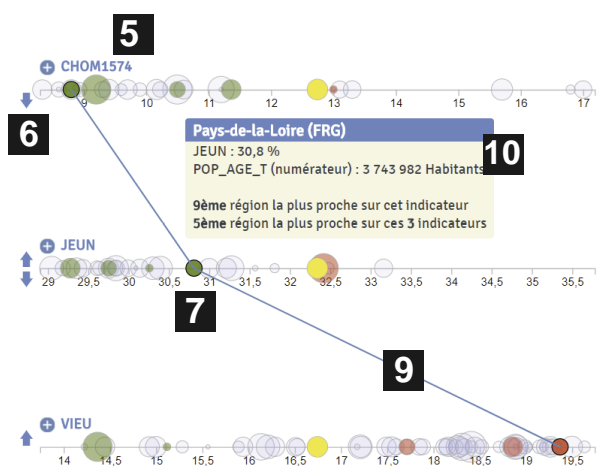 5
CHOM1574
9 10 11 12 13 14 15 16 17
6
Pays-de-la-Loire (FRG)
10
JEUN : 30,8 %
POP_AGE_T (numérateur) : 3 743 982 Habitants
9ème région la plus proche sur cet indicateur
5ème région la plus proche sur ces 3 indicateurs
JEUN
29 29,5 30 30,5 31 31,5 32 32,5 33 33,5 34 34,5 35 35,5
7
9
VIEU
14 14,5 15 15,5 16 16,5 17 17,5 18 18,5 19 19,5